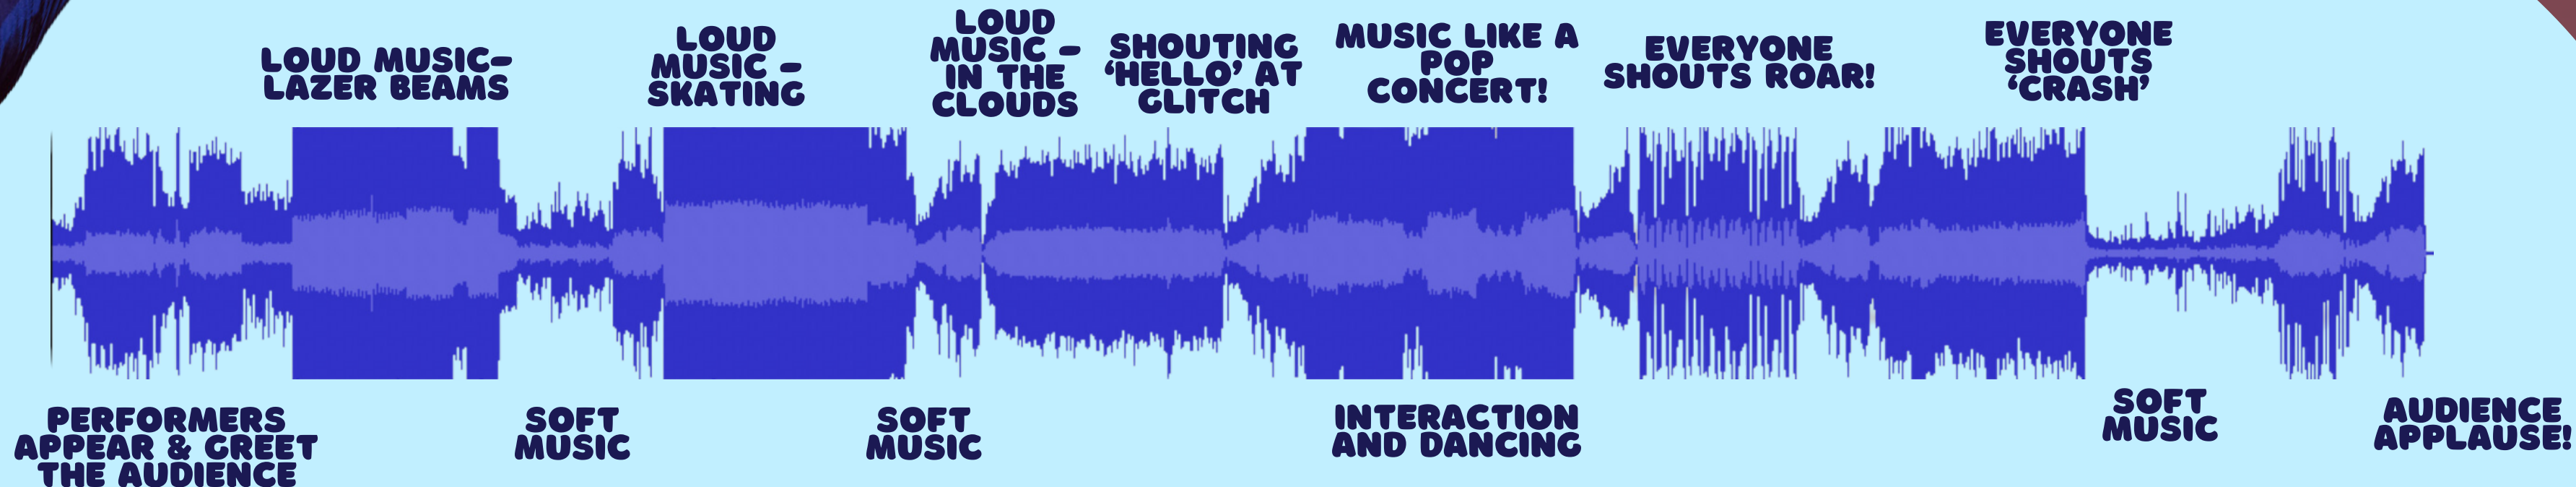 LOUD MUSIC-
LAZER BEAMS
LOUD
MUSIC -
SKATING
LOUD
MUSIC -
IN THE
CLOUDS
SHOUTING
‘HELLO’ AT
GLITCH
MUSIC LIKE A
POP
CONCERT!
EVERYONE
SHOUTS ROAR!
EVERYONE
SHOUTS
‘CRASH’
PERFORMERS
APPEAR & GREET
THE AUDIENCE
SOFT
MUSIC
SOFT
MUSIC
INTERACTION
AND DANCING
SOFT
MUSIC
AUDIENCE
APPLAUSE!